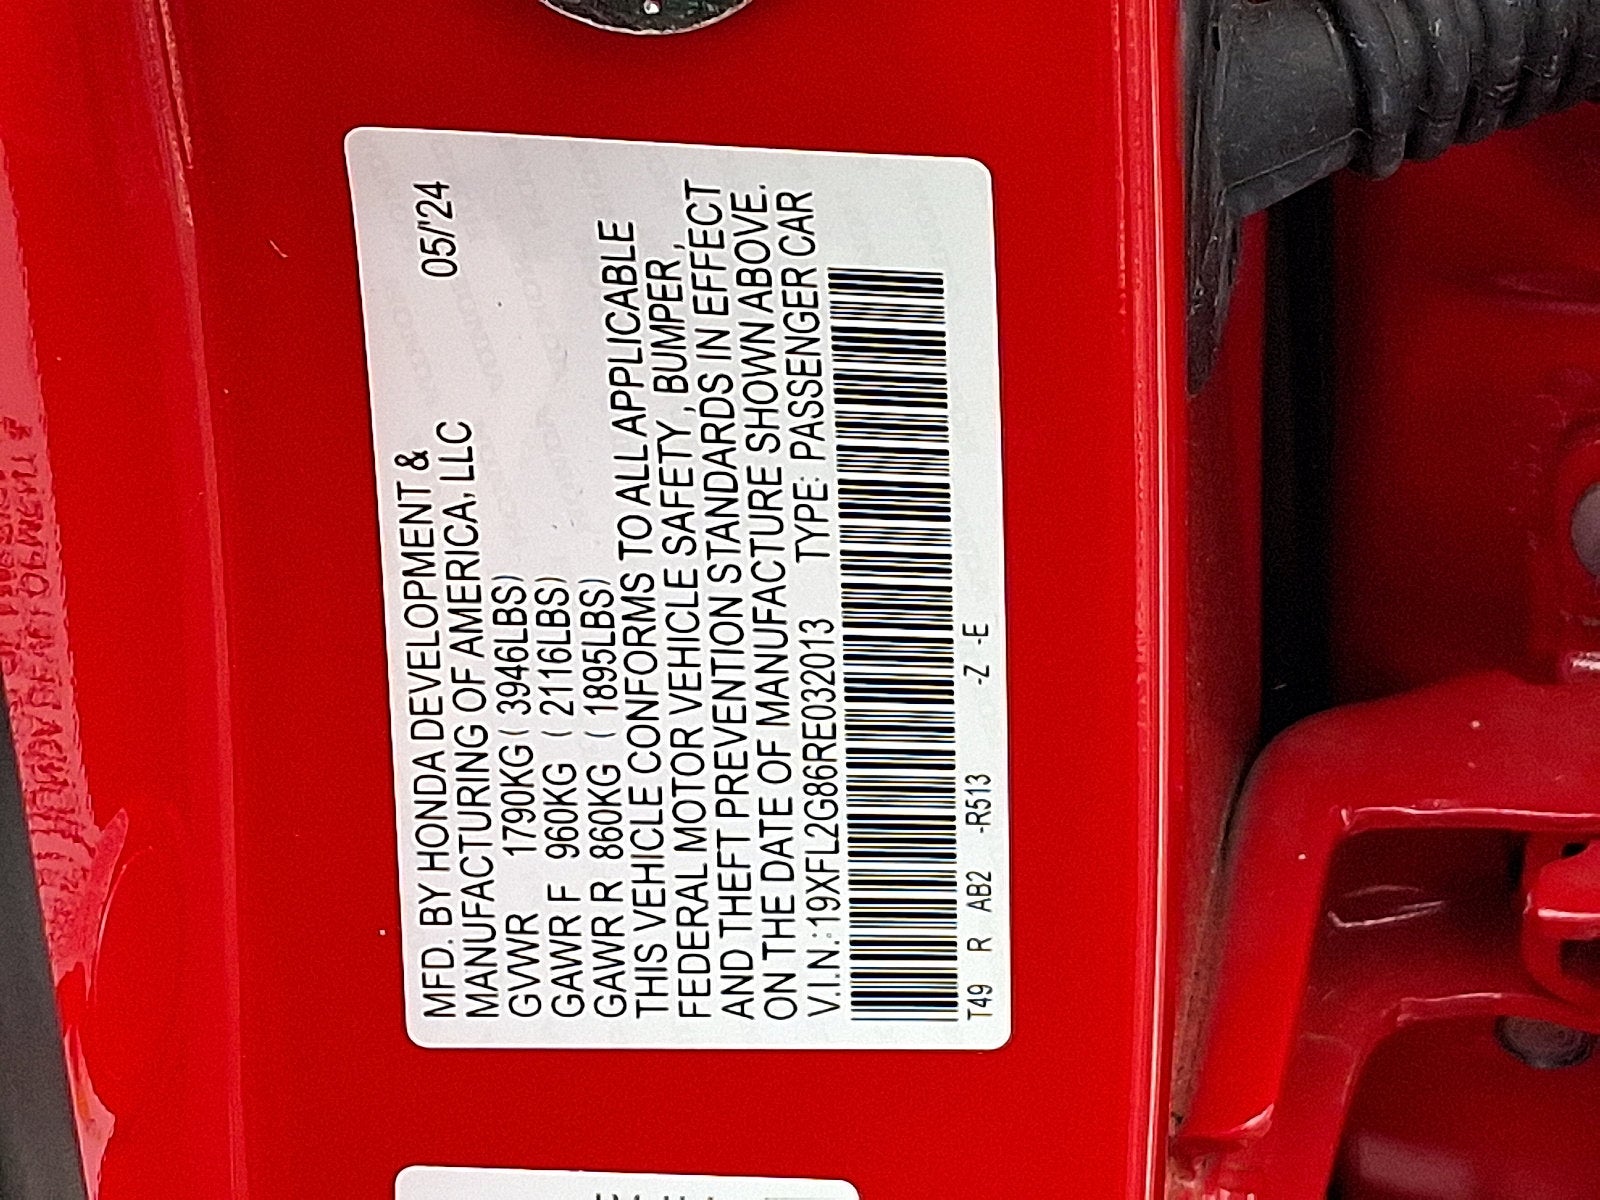 MFD. BY HONDA DEVELOPMENT &
MANUFACTURING OF AMERICA, LLC 05/'24
GVWR 1790KG ( 3946LBS)
GAWR F 960KG ( 2116LBS)
GAWR R 860KG ( 1895LBS)
THIS VEHICLE CONFORMS TO ALL APPLICABLE
FEDERAL MOTOR VEHICLE SAFETY , BUMPER ,
AND THEFT PREVENTION STANDARDS IN EFFECT
ON THE DATE OF MANUFACTURE SHOWN ABOVE.
V.I.N.: 19XFL2G86RE032013 TYPE: PASSENGER CAR
T49 R AB2 -R513 -Z -E